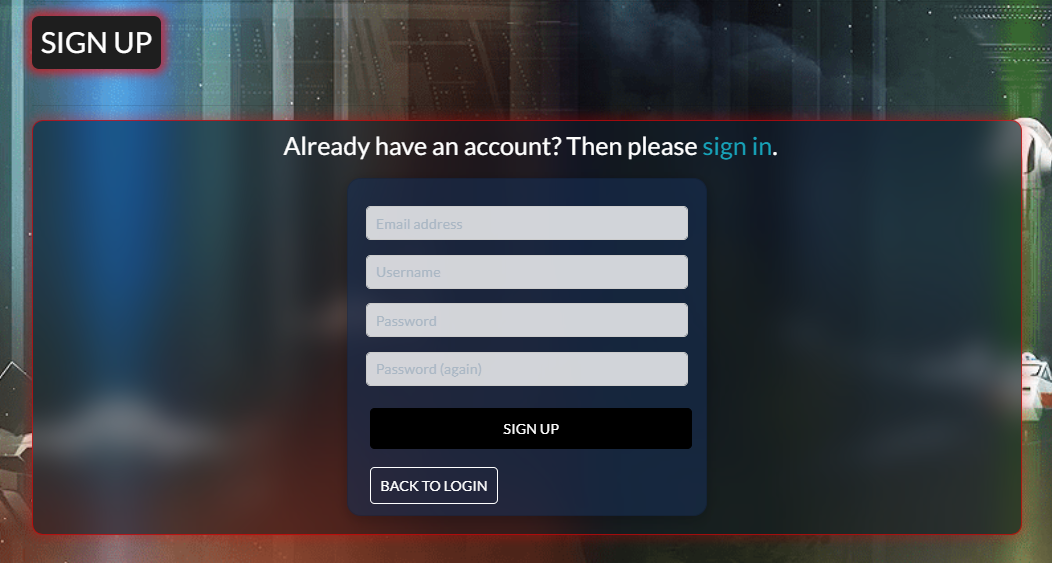 SIGN UP
Already have an account? Then please sign in.
Email address
Username
Password
Password (again)
SIGN UP
BACK TO LOGIN